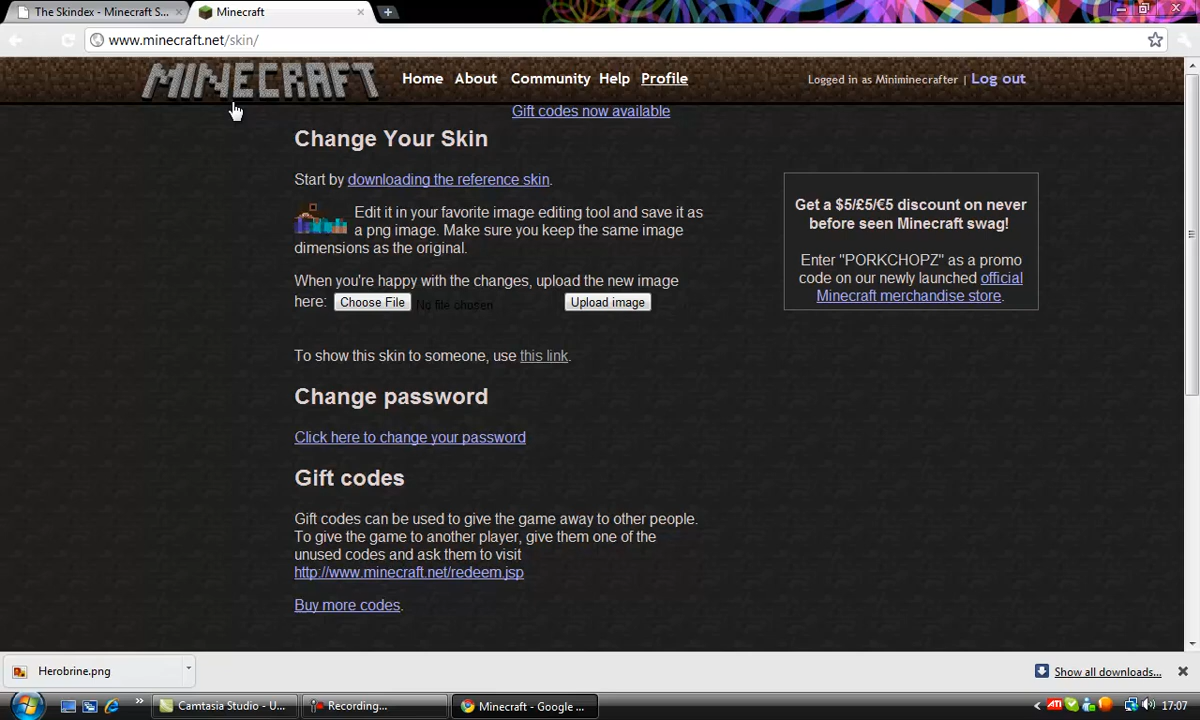 The Skindex - Minecraft S...
Minecraft
www.minecraft.net/skin/
MINECRAFT
Home About Community Help Profile
Logged in as Miniminecrafter | Log out
Gift codes now available
Change Your Skin
Start by downloading the reference skin.
Edit it in your favorite image editing tool and save it as
a png image. Make sure you keep the same image
dimensions as the original.
When you're happy with the changes, upload the new image
here: Choose File No file chosen Upload image
To show this skin to someone, use this link.
Get a $5/£5/€5 discount on never
before seen Minecraft swag!
Enter "PORKCHOPZ" as a promo
code on our newly launched official
Minecraft merchandise store.
Change password
Click here to change your password
Gift codes
Gift codes can be used to give the game away to other people.
To give the game to another player, give them one of the
unused codes and ask them to visit
http://www.minecraft.net/redeem.jsp
Buy more codes.
Herobrine.png
Show all downloads...
Camtasia Studio - U...
Recording...
Minecraft - Google ...
ATI
17:07